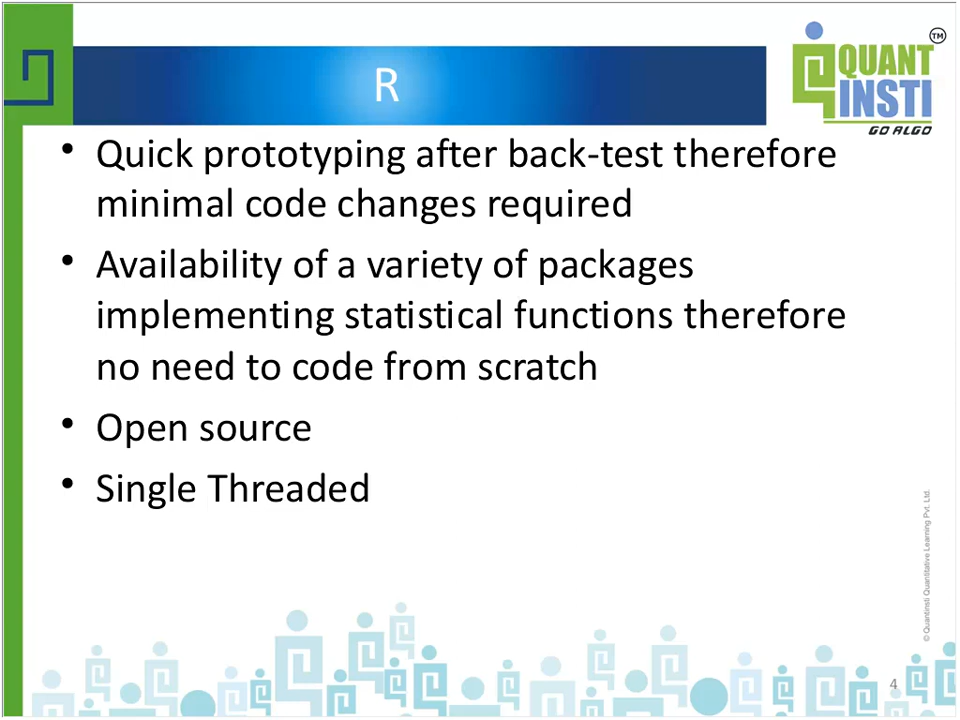 R
QUANT
INSTI
TM
GO ALGO
• Quick prototyping after back-test therefore
minimal code changes required
• Availability of a variety of packages
implementing statistical functions therefore
no need to code from scratch
• Open source
• Single Threaded
© Quantinsti Quantitative Learning Pvt. Ltd.
4